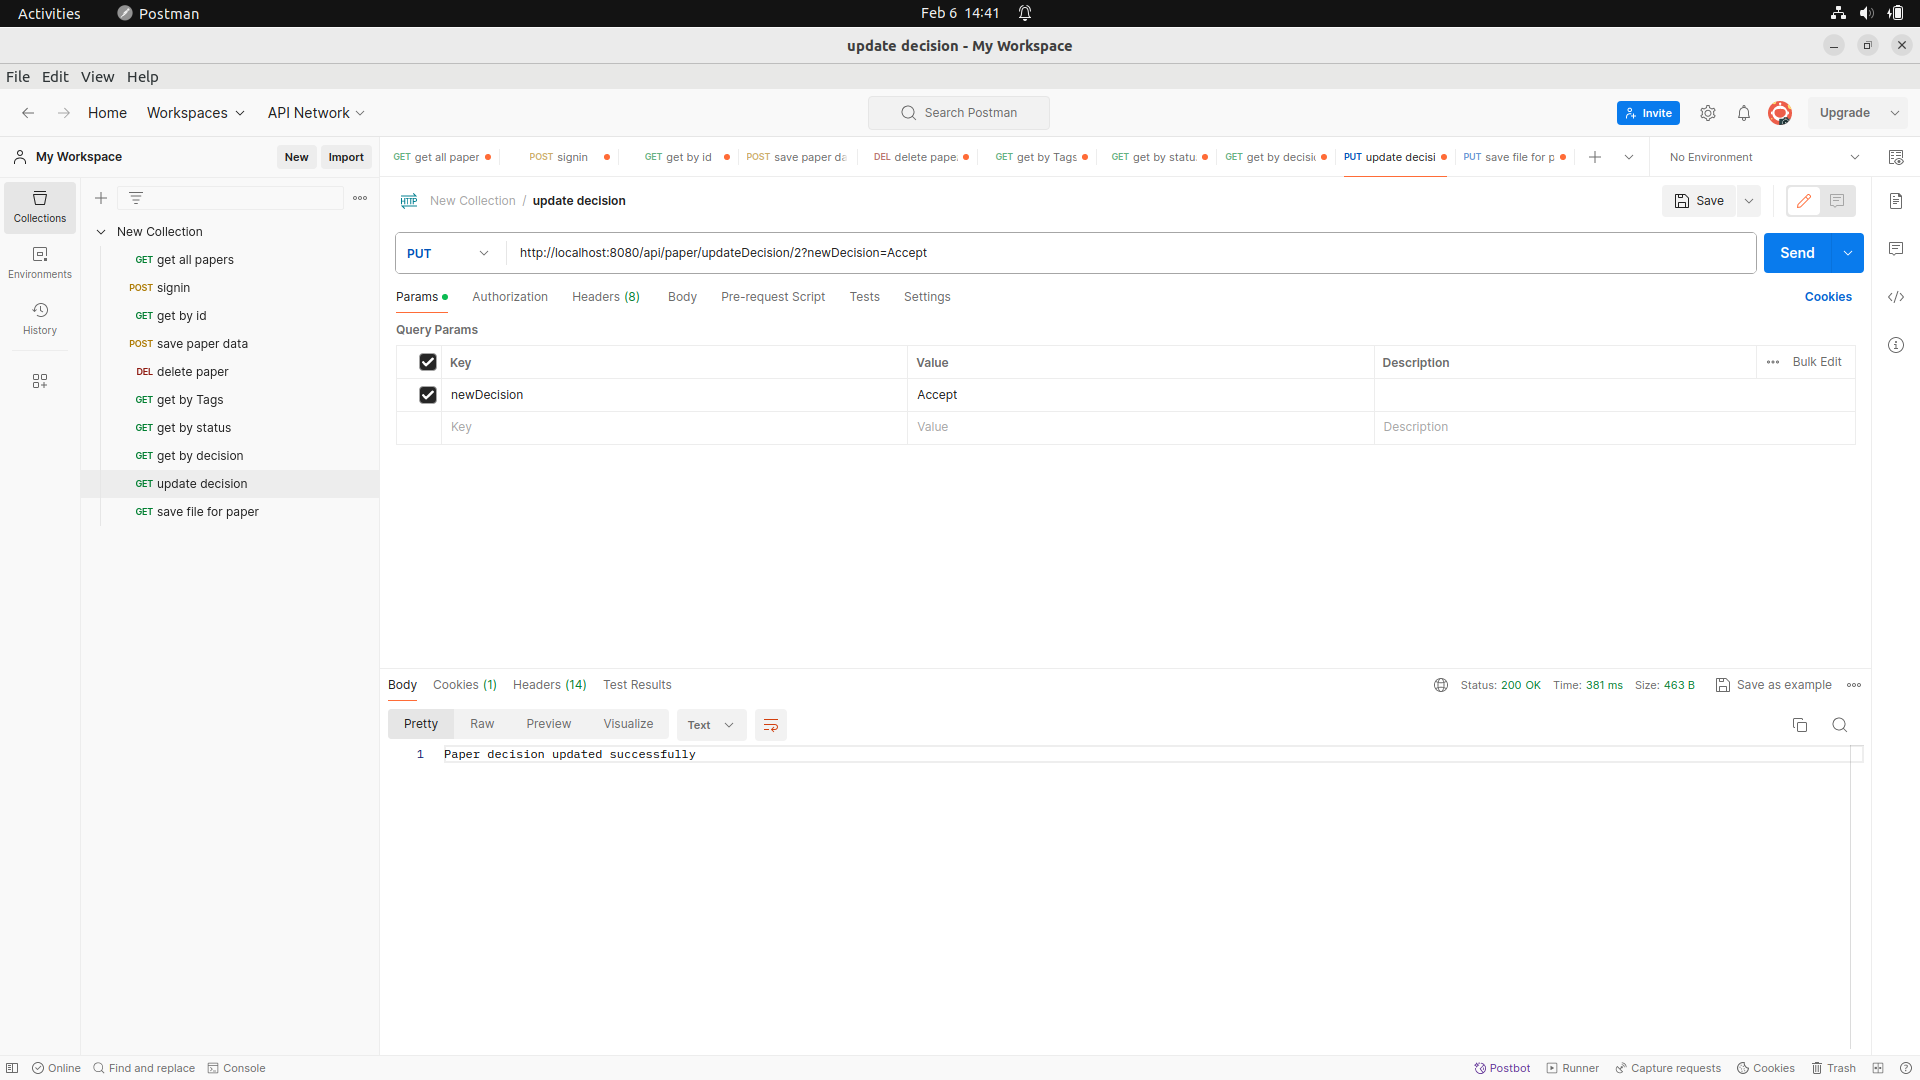 Activities Postman Feb 6 14:41
update decision - My Workspace
File Edit View Help
Home Workspaces API Network Search Postman Invite Upgrade
My Workspace New Import
GET get all paper POST signin GET get by id POST save paper da DEL delete pape. GET get by Tags GET get by statu. GET get by decisi PUT update decisi PUT save file for p No Environment
Collections
Environments
History
New Collection
GET get all papers
POST signin
GET get by id
POST save paper data
DEL delete paper
GET get by Tags
GET get by status
GET get by decision
GET update decision
GET save file for paper
HTTP New Collection / update decision Save
PUT http://localhost:8080/api/paper/updateDecision/2?newDecision=Accept Send
Params Authorization Headers (8) Body Pre-request Script Tests Settings Cookies
Query Params
Key Value Description Bulk Edit
newDecision Accept
Key Value Description
Body Cookies (1) Headers (14) Test Results Status: 200 OK Time: 381 ms Size: 463 B Save as example
Pretty Raw Preview Visualize Text
1 Paper decision updated successfully
Online Find and replace Console Postbot Runner Capture requests Cookies Trash